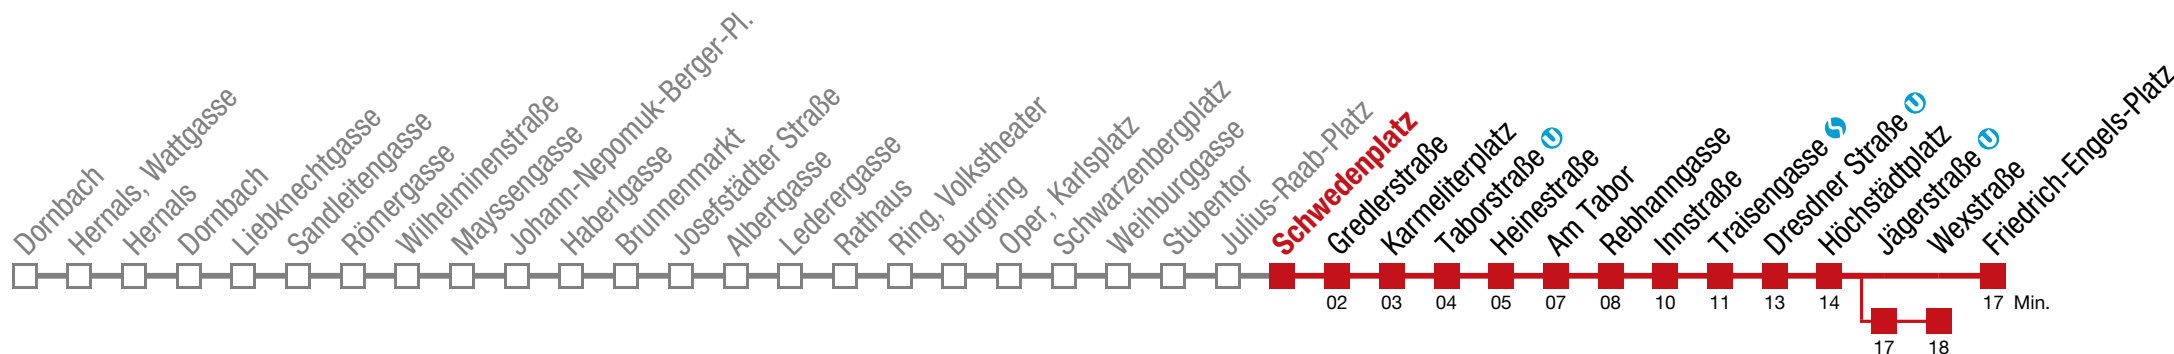 Dornbach
Hernals, Wattgasse
Hernals
Dornbach
Liebknechtgasse
Sandleitengasse
Römergasse
Wilhelminenstraße
Mayssengasse
Johann-Nepomuk-Berger-Pl.
Haberlgasse
Brunnenmarkt
Josefstädter Straße
Albertgasse
Lederergasse
Rathaus
Ring, Volkstheater
Burgring
Oper, Karlsplatz
Schwarzenbergplatz
Weihburggasse
Stubentor
Julius-Raab-Platz
Schwedenplatz
Gredlerstraße
Karmeliterplatz
Taborstraße U
Heinestraße
Am Tabor
Rebhanngasse
Innstraße
Traisengasse S
Dresdner Straße U
Höchstädtplatz
Jägerstraße U
Wexstraße
Friedrich-Engels-Platz
02 03 04 05 07 08 10 11 13 14 17 Min.
17 18